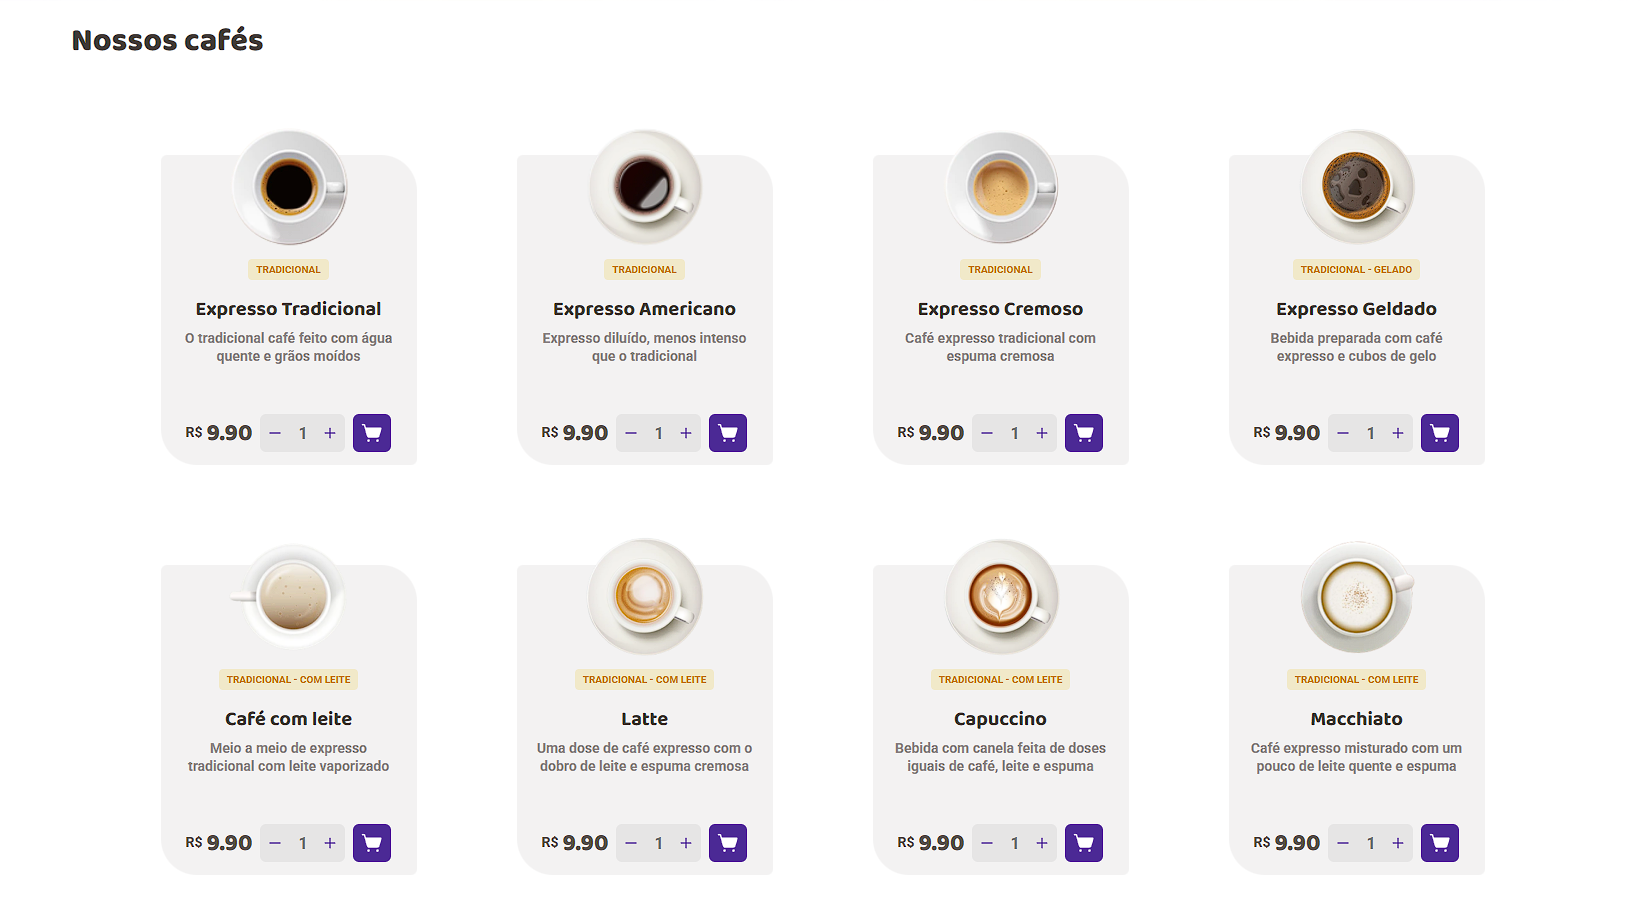 Nossos cafés
TRADICIONAL
Expresso Tradicional
O tradicional café feito com água
quente e grãos moídos
R$ 9.90 − 1 +
TRADICIONAL
Expresso Americano
Expresso diluído, menos intenso
que o tradicional
R$ 9.90 − 1 +
TRADICIONAL
Expresso Cremoso
Café expresso tradicional com
espuma cremosa
R$ 9.90 − 1 +
TRADICIONAL - GELADO
Expresso Geldado
Bebida preparada com café
expresso e cubos de gelo
R$ 9.90 − 1 +
TRADICIONAL - COM LEITE
Café com leite
Meio a meio de expresso
tradicional com leite vaporizado
R$ 9.90 − 1 +
TRADICIONAL - COM LEITE
Latte
Uma dose de café expresso com o
dobro de leite e espuma cremosa
R$ 9.90 − 1 +
TRADICIONAL - COM LEITE
Capuccino
Bebida com canela feita de doses
iguais de café, leite e espuma
R$ 9.90 − 1 +
TRADICIONAL - COM LEITE
Macchiato
Café expresso misturado com um
pouco de leite quente e espuma
R$ 9.90 − 1 +